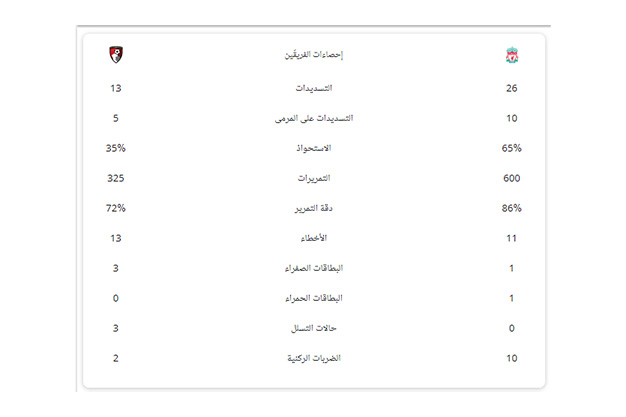 إحصاءات الفريقَين
26 التسديدات 13
10 التسديدات على المرمى 5
65% الاستحواذ 35%
600 التمريرات 325
86% دقة التمرير 72%
11 الأخطاء 13
1 البطاقات الصفراء 3
1 البطاقات الحمراء 0
0 حالات التسلل 3
10 الضربات الركنية 2